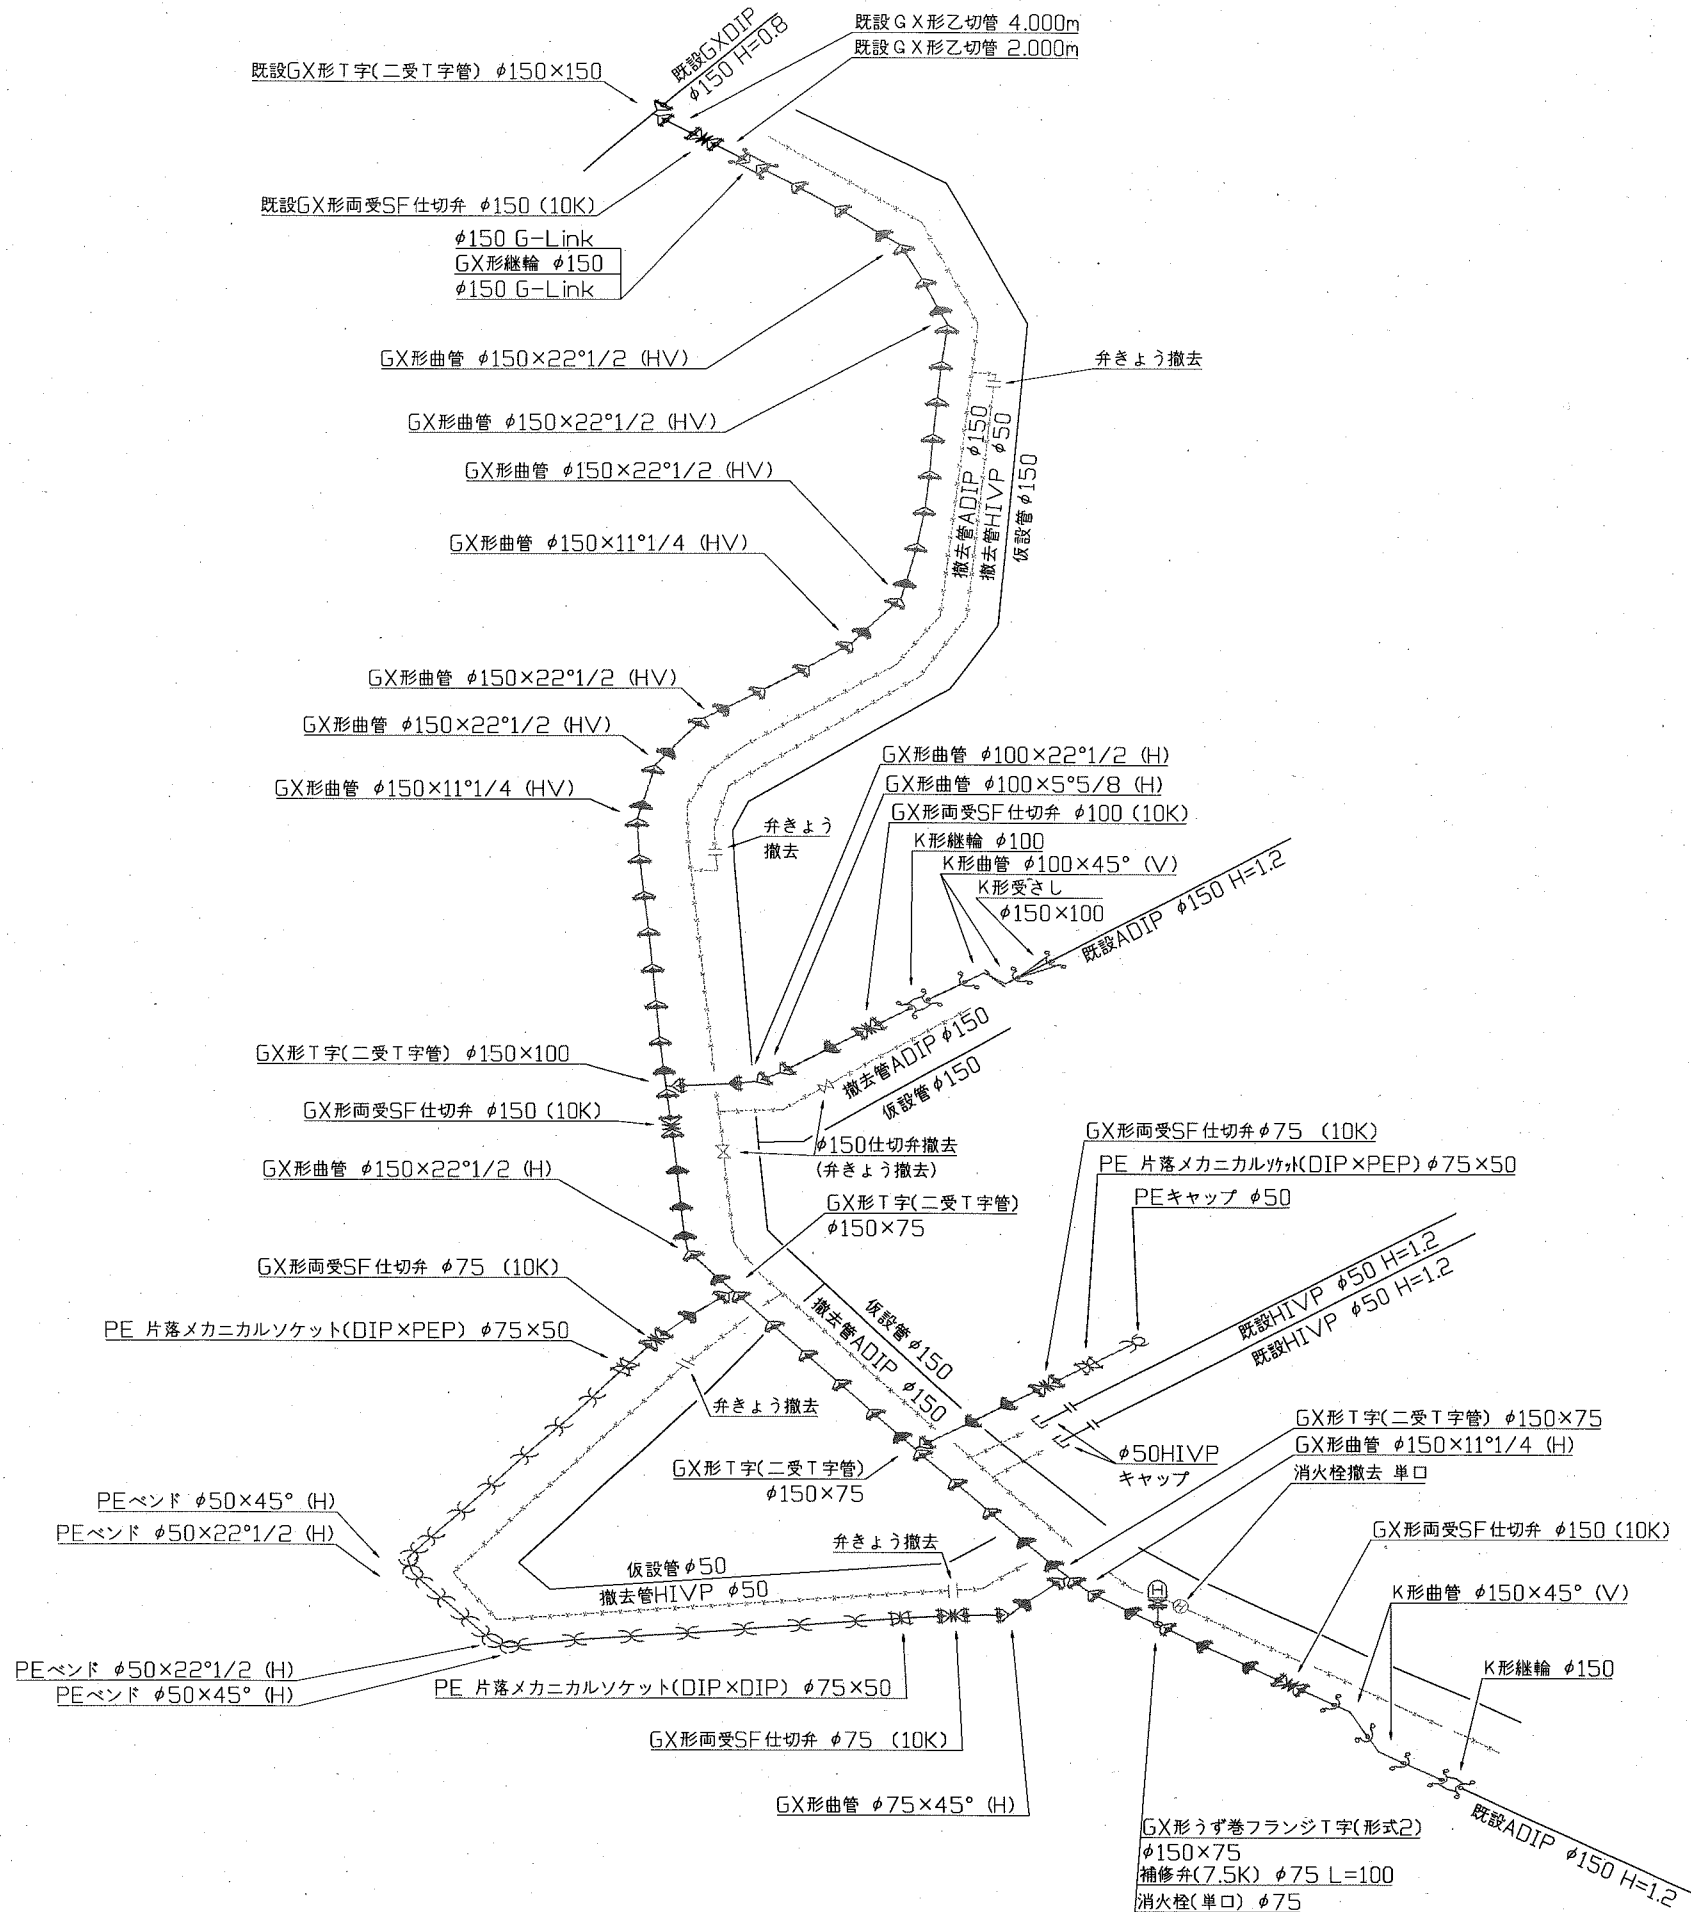 既設GX形乙切管 4.000m
既設GX形乙切管 2.000m
既設GXDIP
φ150 H=0.8
既設GX形T字(二受T字管) φ150×150
既設GX形両受SF仕切弁 φ150 (10K)
φ150 G-Link
GX形継輪 φ150
φ150 G-Link
GX形曲管 φ150×22°1/2 (HV)
弁きょう撤去
GX形曲管 φ150×22°1/2 (HV)
GX形曲管 φ150×22°1/2 (HV)
撤去管ADIP φ150
撤去管HIVP φ50
仮設管φ150
GX形曲管 φ150×11°1/4 (HV)
GX形曲管 φ150×22°1/2 (HV)
GX形曲管 φ150×22°1/2 (HV)
GX形曲管 φ150×11°1/4 (HV)
GX形曲管 φ100×22°1/2 (H)
GX形曲管 φ100×5°5/8 (H)
GX形両受SF仕切弁 φ100 (10K)
弁きょう
撤去
K形継輪 φ100
K形曲管 φ100×45° (V)
K形受さし
φ150×100
既設ADIP φ150 H=1.2
GX形T字(二受T字管) φ150×100
撤去管ADIP φ150
仮設管φ150
GX形両受SF仕切弁 φ150 (10K)
φ150仕切弁撤去
(弁きょう撤去)
GX形両受SF仕切弁φ75 (10K)
PE 片落メカニカルソケット(DIP×PEP) φ75×50
PEキャップ φ50
GX形曲管 φ150×22°1/2 (H)
GX形T字(二受T字管)
φ150×75
GX形両受SF仕切弁 φ75 (10K)
既設HIVP φ50 H=1.2
既設HIVP φ50 H=1.2
PE 片落メカニカルソケット(DIP×PEP) φ75×50
仮設管φ150
撤去管ADIP φ150
弁きょう撤去
GX形T字(二受T字管) φ150×75
GX形曲管 φ150×11°1/4 (H)
消火栓撤去 単口
φ50HIVP
キャップ
GX形T字(二受T字管)
φ150×75
PEベンド φ50×45° (H)
PEベンド φ50×22°1/2 (H)
弁きょう撤去
GX形両受SF仕切弁 φ150 (10K)
仮設管φ50
撤去管HIVP φ50
H
K形曲管 φ150×45° (V)
PEベンド φ50×22°1/2 (H)
PEベンド φ50×45° (H)
K形継輪 φ150
PE 片落メカニカルソケット(DIP×DIP) φ75×50
GX形両受SF仕切弁 φ75 (10K)
GX形曲管 φ75×45° (H)
GX形うず巻フランジT字(形式2)
φ150×75
補修弁(7.5K) φ75 L=100
消火栓(単口) φ75
既設ADIP φ150 H=1.2